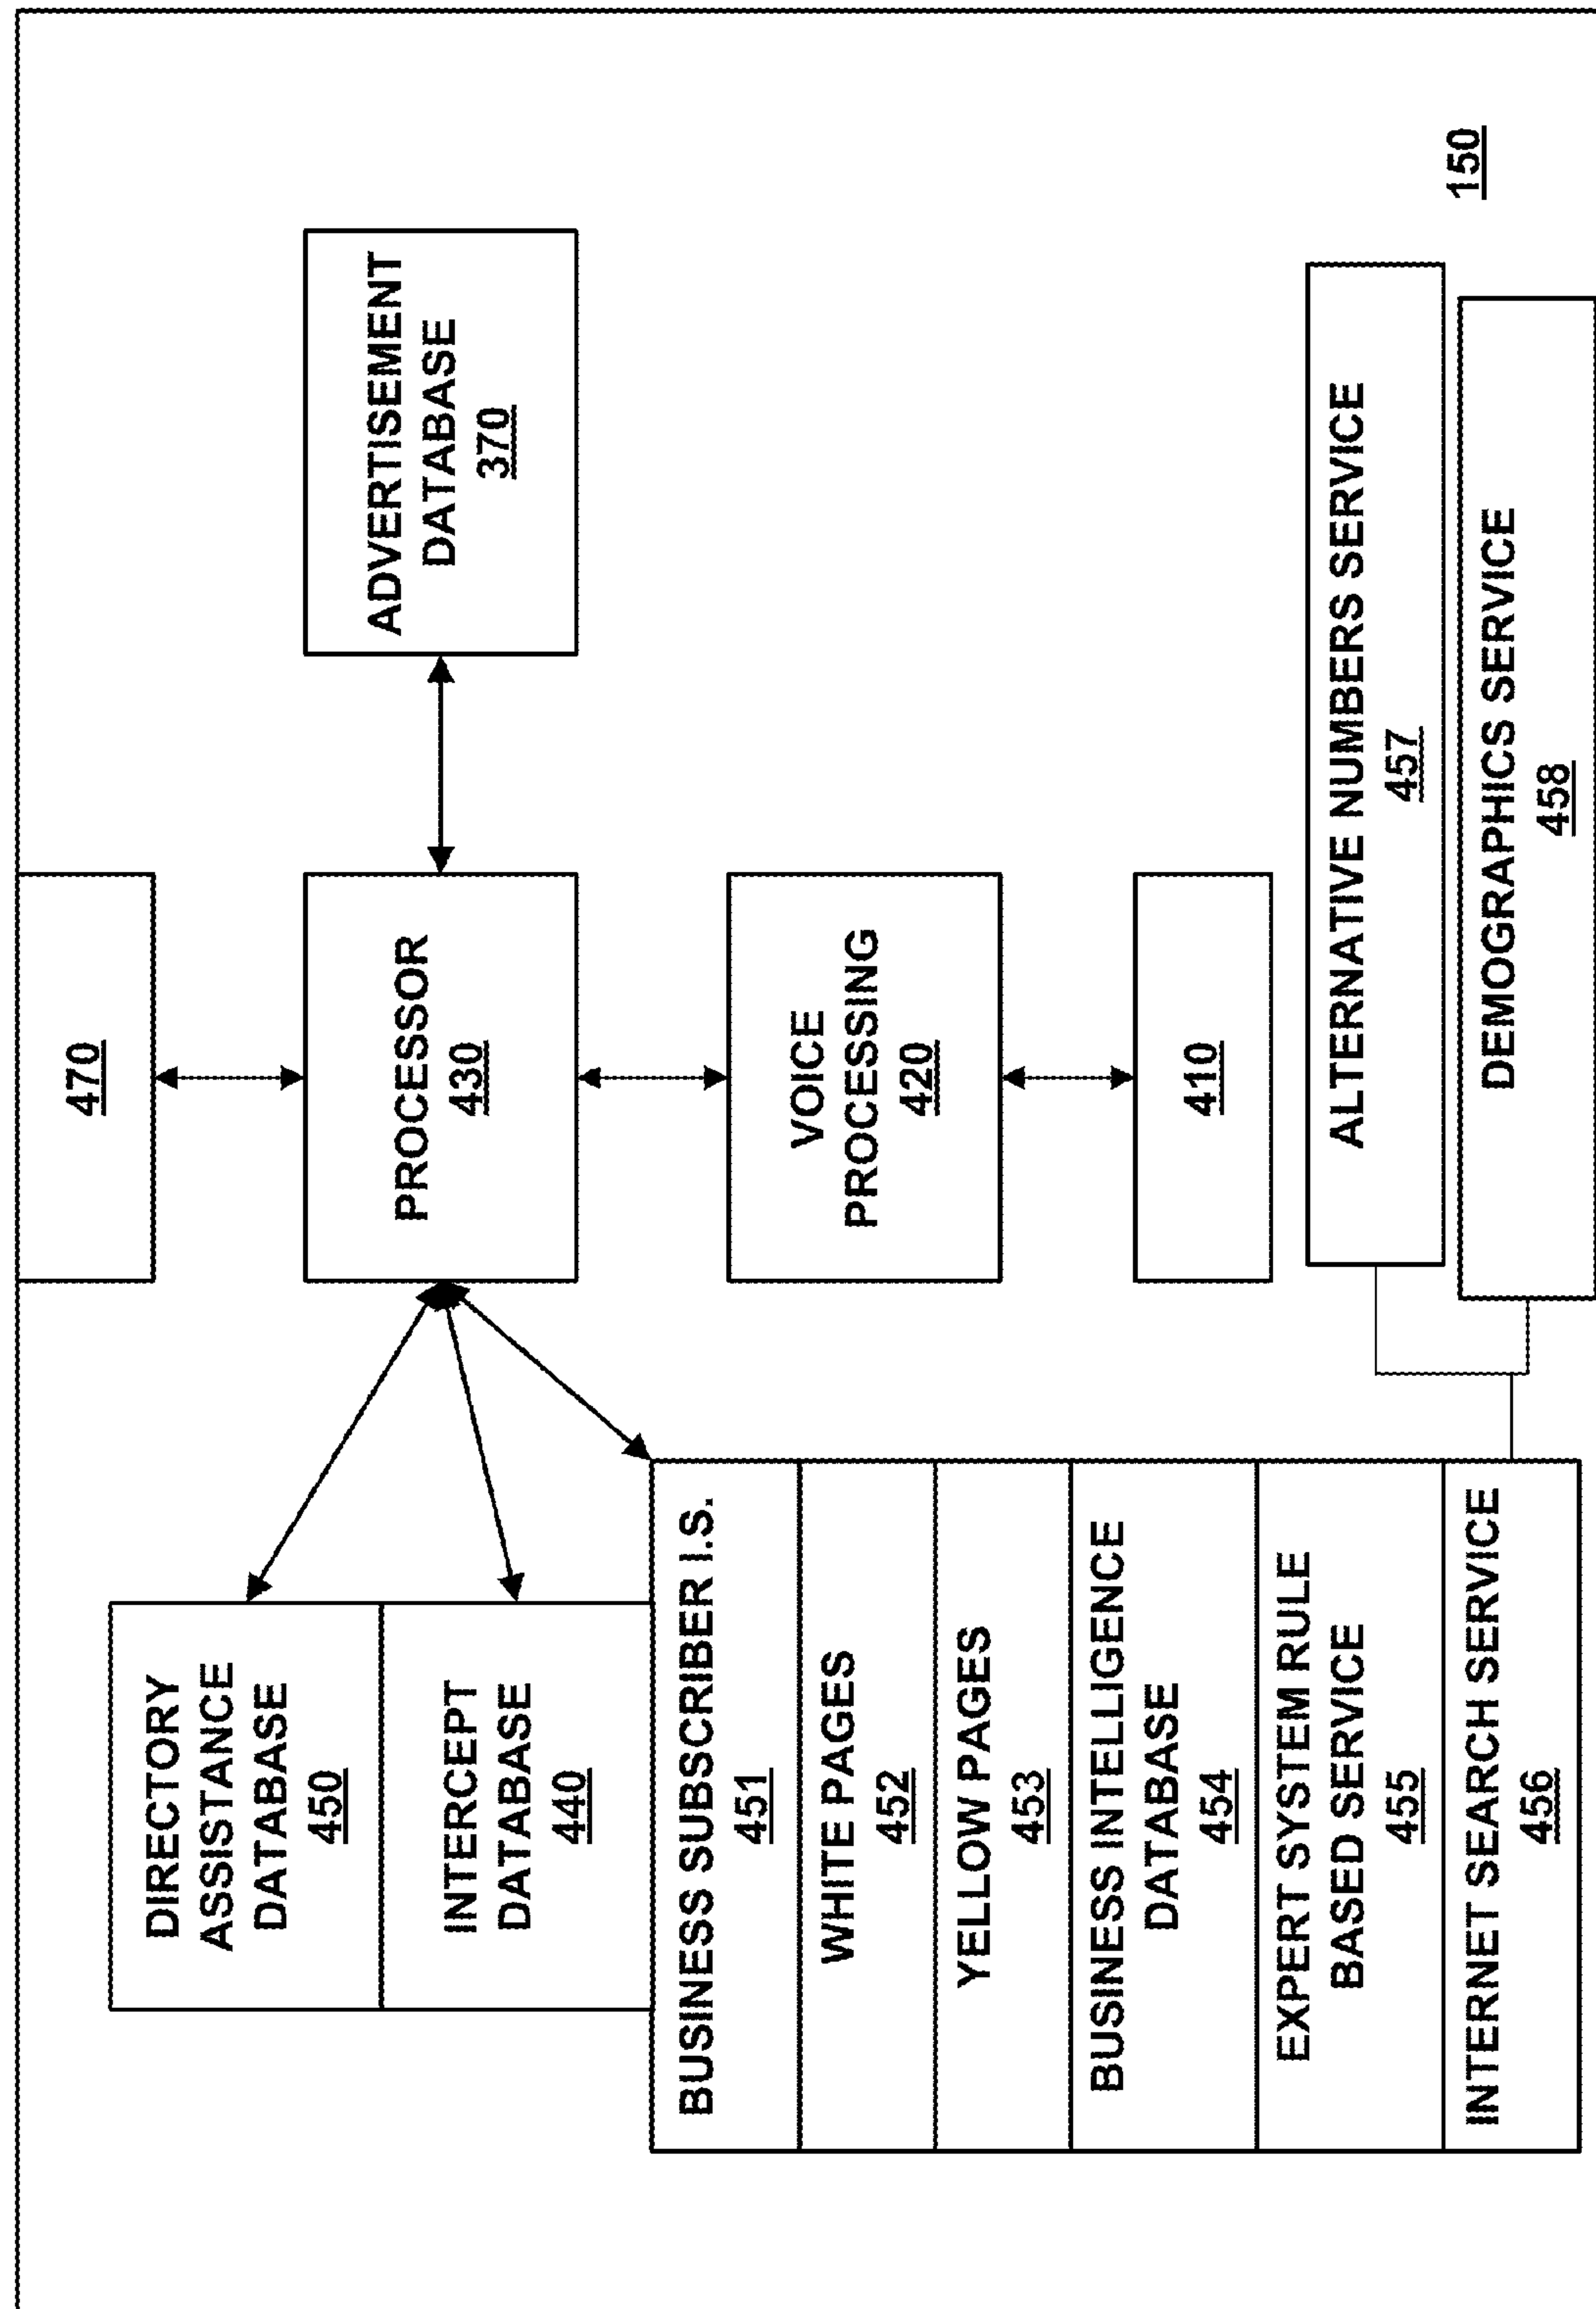 DIRECTORY
ASSISTANCE
DATABASE
450
INTERCEPT
DATABASE
440
BUSINESS SUBSCRIBER I.S.
451
WHITE PAGES
452
YELLOW PAGES
453
BUSINESS INTELLIGENCE
DATABASE
454
EXPERT SYSTEM RULE
BASED SERVICE
455
INTERNET SEARCH SERVICE
456
470
PROCESSOR
430
VOICE
PROCESSING
420
410
ADVERTISEMENT
DATABASE
370
ALTERNATIVE NUMBERS SERVICE
457
DEMOGRAPHICS SERVICE
458
150